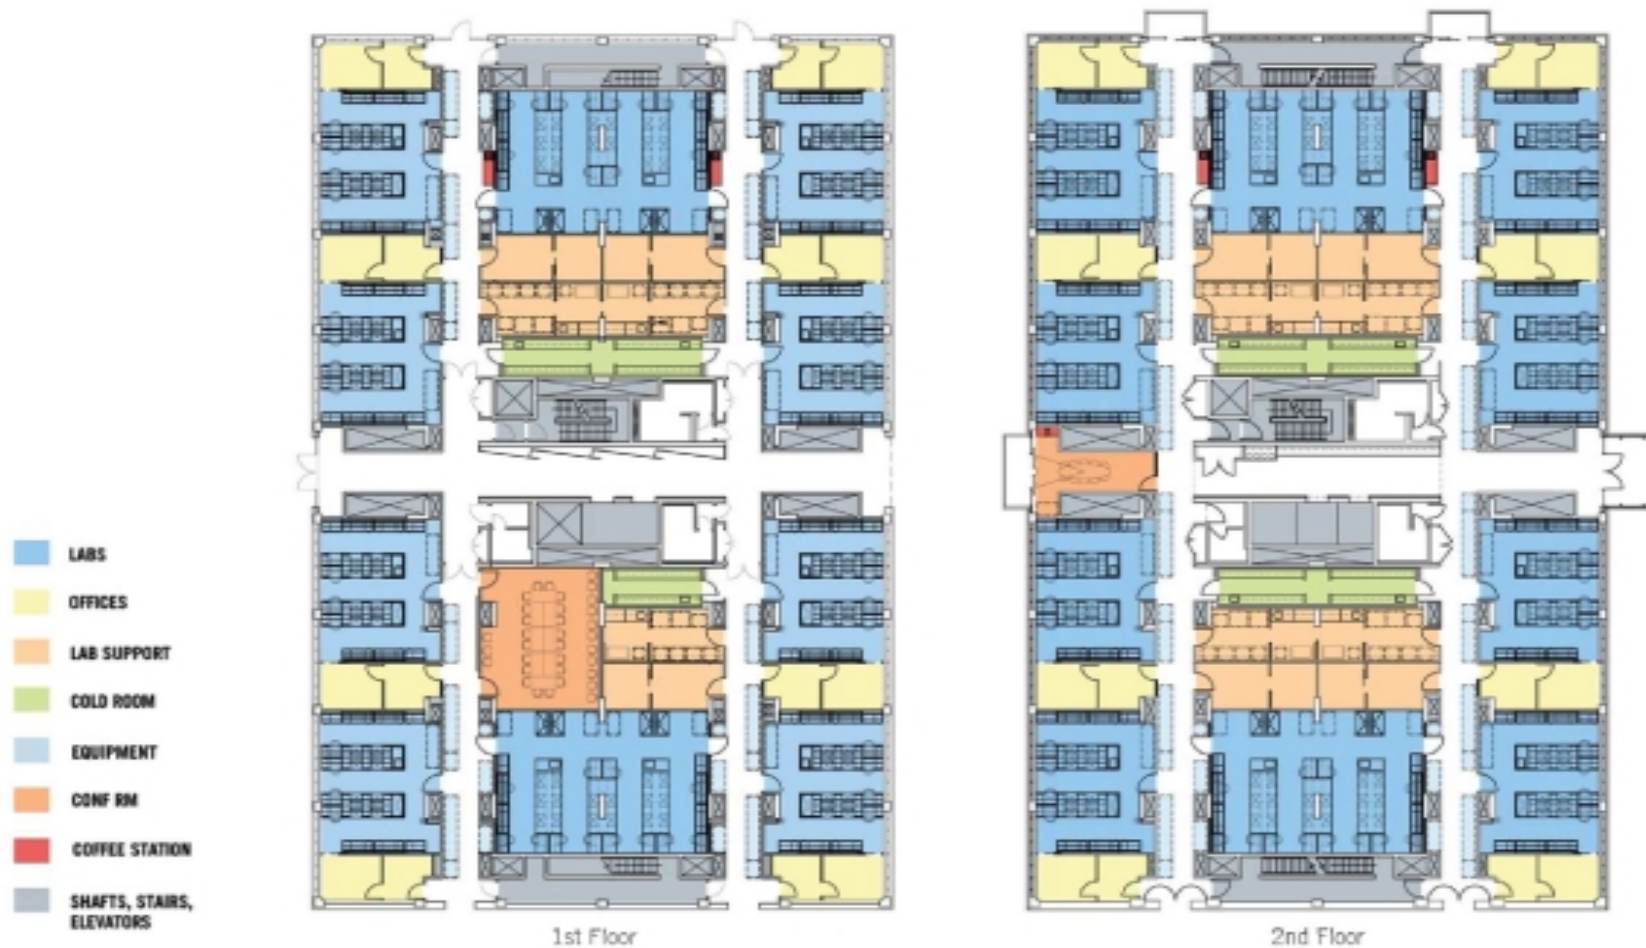 LABS
OFFICES
LAB SUPPORT
COLD ROOM
EQUIPMENT
CONF RM
COFFEE STATION
SHAFTS, STAIRS,
ELEVATORS
1st Floor
2nd Floor